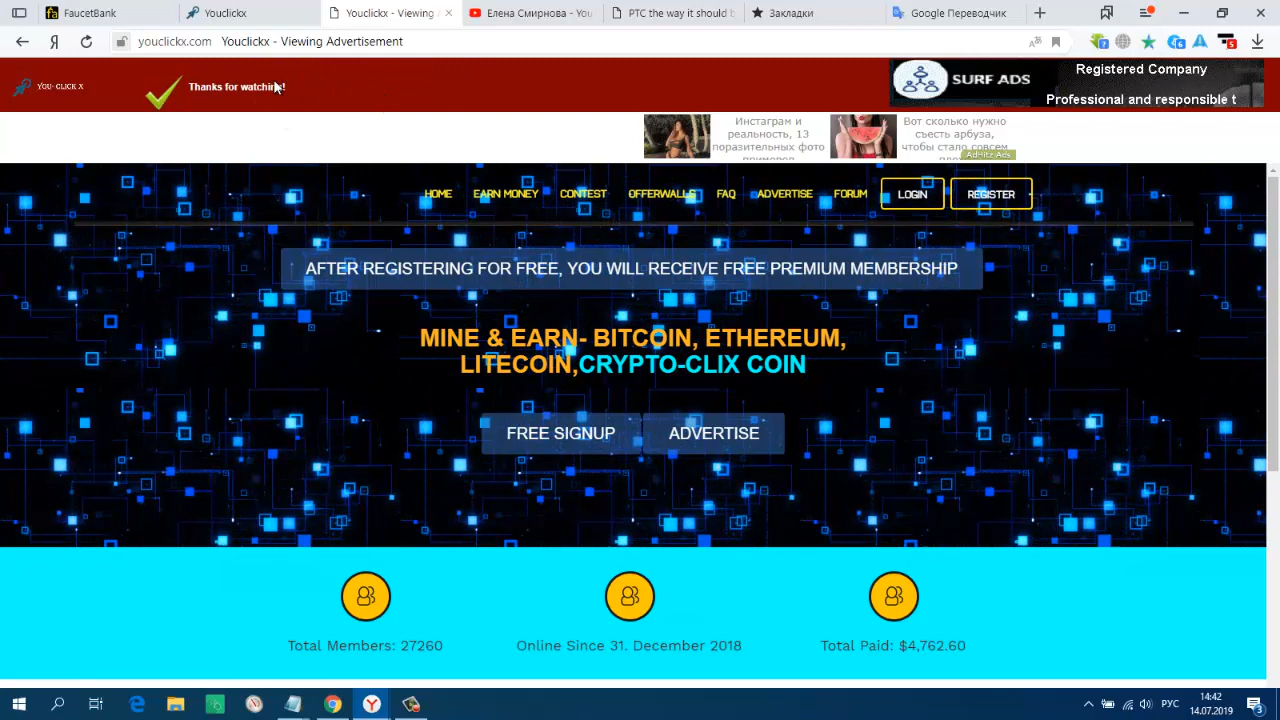 FaucetBank
Youclickx
Youclickx - Viewing A
Елена Смирнова - You
PTC the way it should b
Закладки
Google Переводчик
youclickx.com
Youclickx - Viewing Advertisement
YOU- CLICK X
Thanks for watching!
SURF ADS
Registered Company
Professional and responsible t
Инстаграм и
реальность, 13
поразительных фото
примеров
Вот сколько нужно
съесть арбуза,
чтобы стало совсем
AdHitz Ads
HOME
EARN MONEY
CONTEST
OFFERWALLS
FAQ
ADVERTISE
FORUM
LOGIN
REGISTER
AFTER REGISTERING FOR FREE, YOU WILL RECEIVE FREE PREMIUM MEMBERSHIP
MINE & EARN- BITCOIN, ETHEREUM,
LITECOIN,CRYPTO-CLIX COIN
FREE SIGNUP
ADVERTISE
Total Members: 27260
Online Since 31. December 2018
Total Paid: $4,762.60
РУС
14:42
14.07.2019